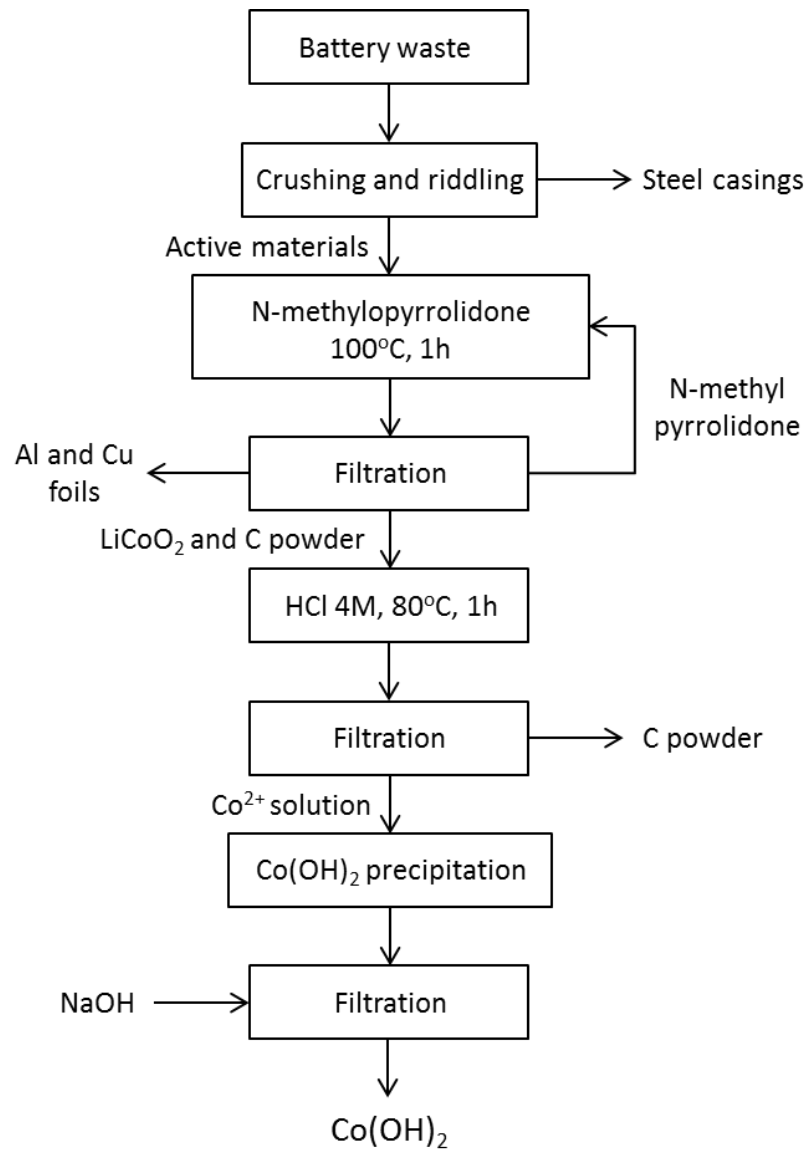 Battery waste
Crushing and riddling
Steel casings
Active materials
N-methylopyrrolidone
100°C, 1h
N-methyl
pyrrolidone
Al and Cu
foils
Filtration
LiCoO₂ and C powder
HCl 4M, 80°C, 1h
Filtration
C powder
Co²⁺ solution
Co(OH)₂ precipitation
NaOH
Filtration
Co(OH)₂